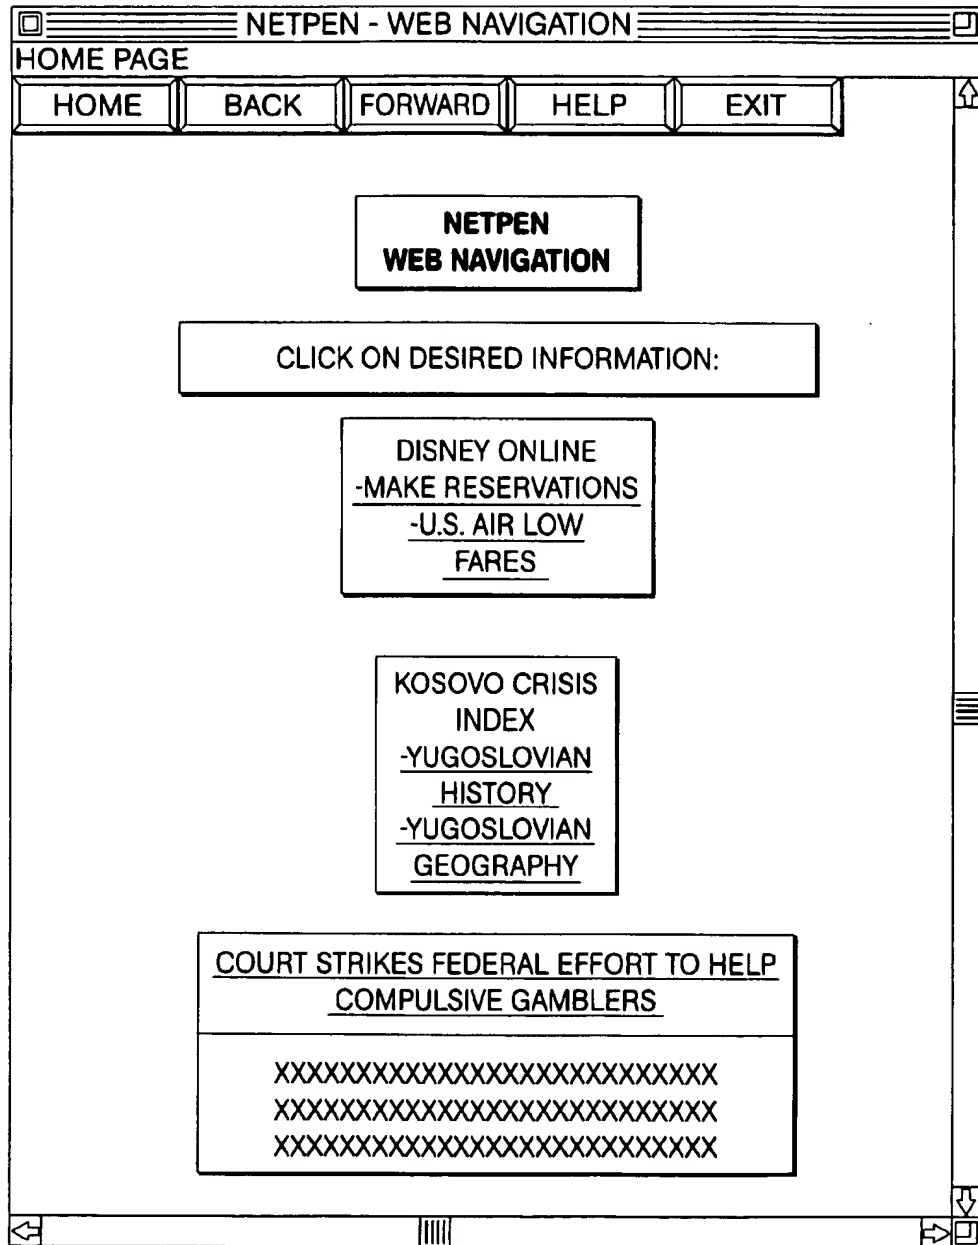 NETPEN - WEB NAVIGATION
HOME PAGE
HOME BACK FORWARD HELP EXIT
NETPEN
WEB NAVIGATION
CLICK ON DESIRED INFORMATION:
DISNEY ONLINE
-MAKE RESERVATIONS
-U.S. AIR LOW
FARES
KOSOVO CRISIS
INDEX
-YUGOSLOVIAN
HISTORY
-YUGOSLOVIAN
GEOGRAPHY
COURT STRIKES FEDERAL EFFORT TO HELP
COMPULSIVE GAMBLERS
XXXXXXXXXXXXXXXXXXXXXXXXXXX
XXXXXXXXXXXXXXXXXXXXXXXXXXX
XXXXXXXXXXXXXXXXXXXXXXXXXXX